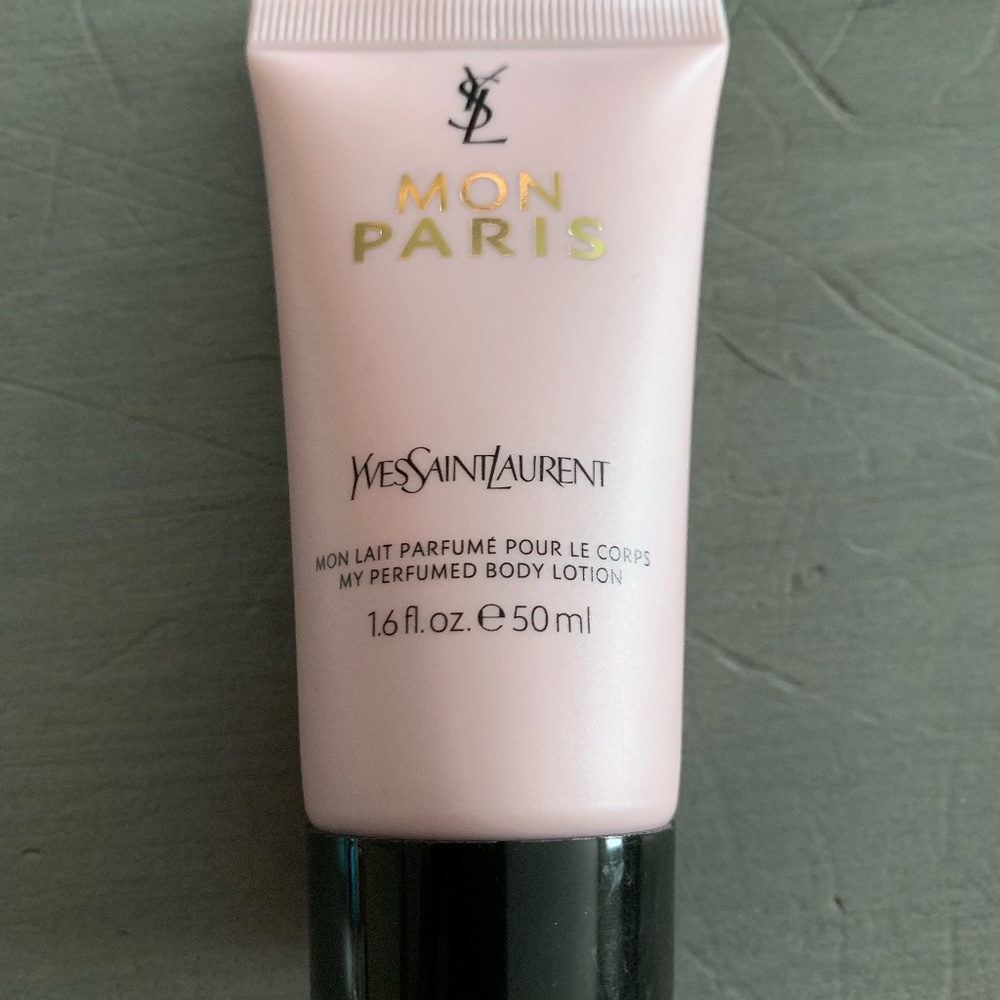 YSL
MON
PARIS
YVESSAINTLAURENT
MON LAIT PARFUMÉ POUR LE CORPS
MY PERFUMED BODY LOTION
1.6 fl. oz. e 50 ml